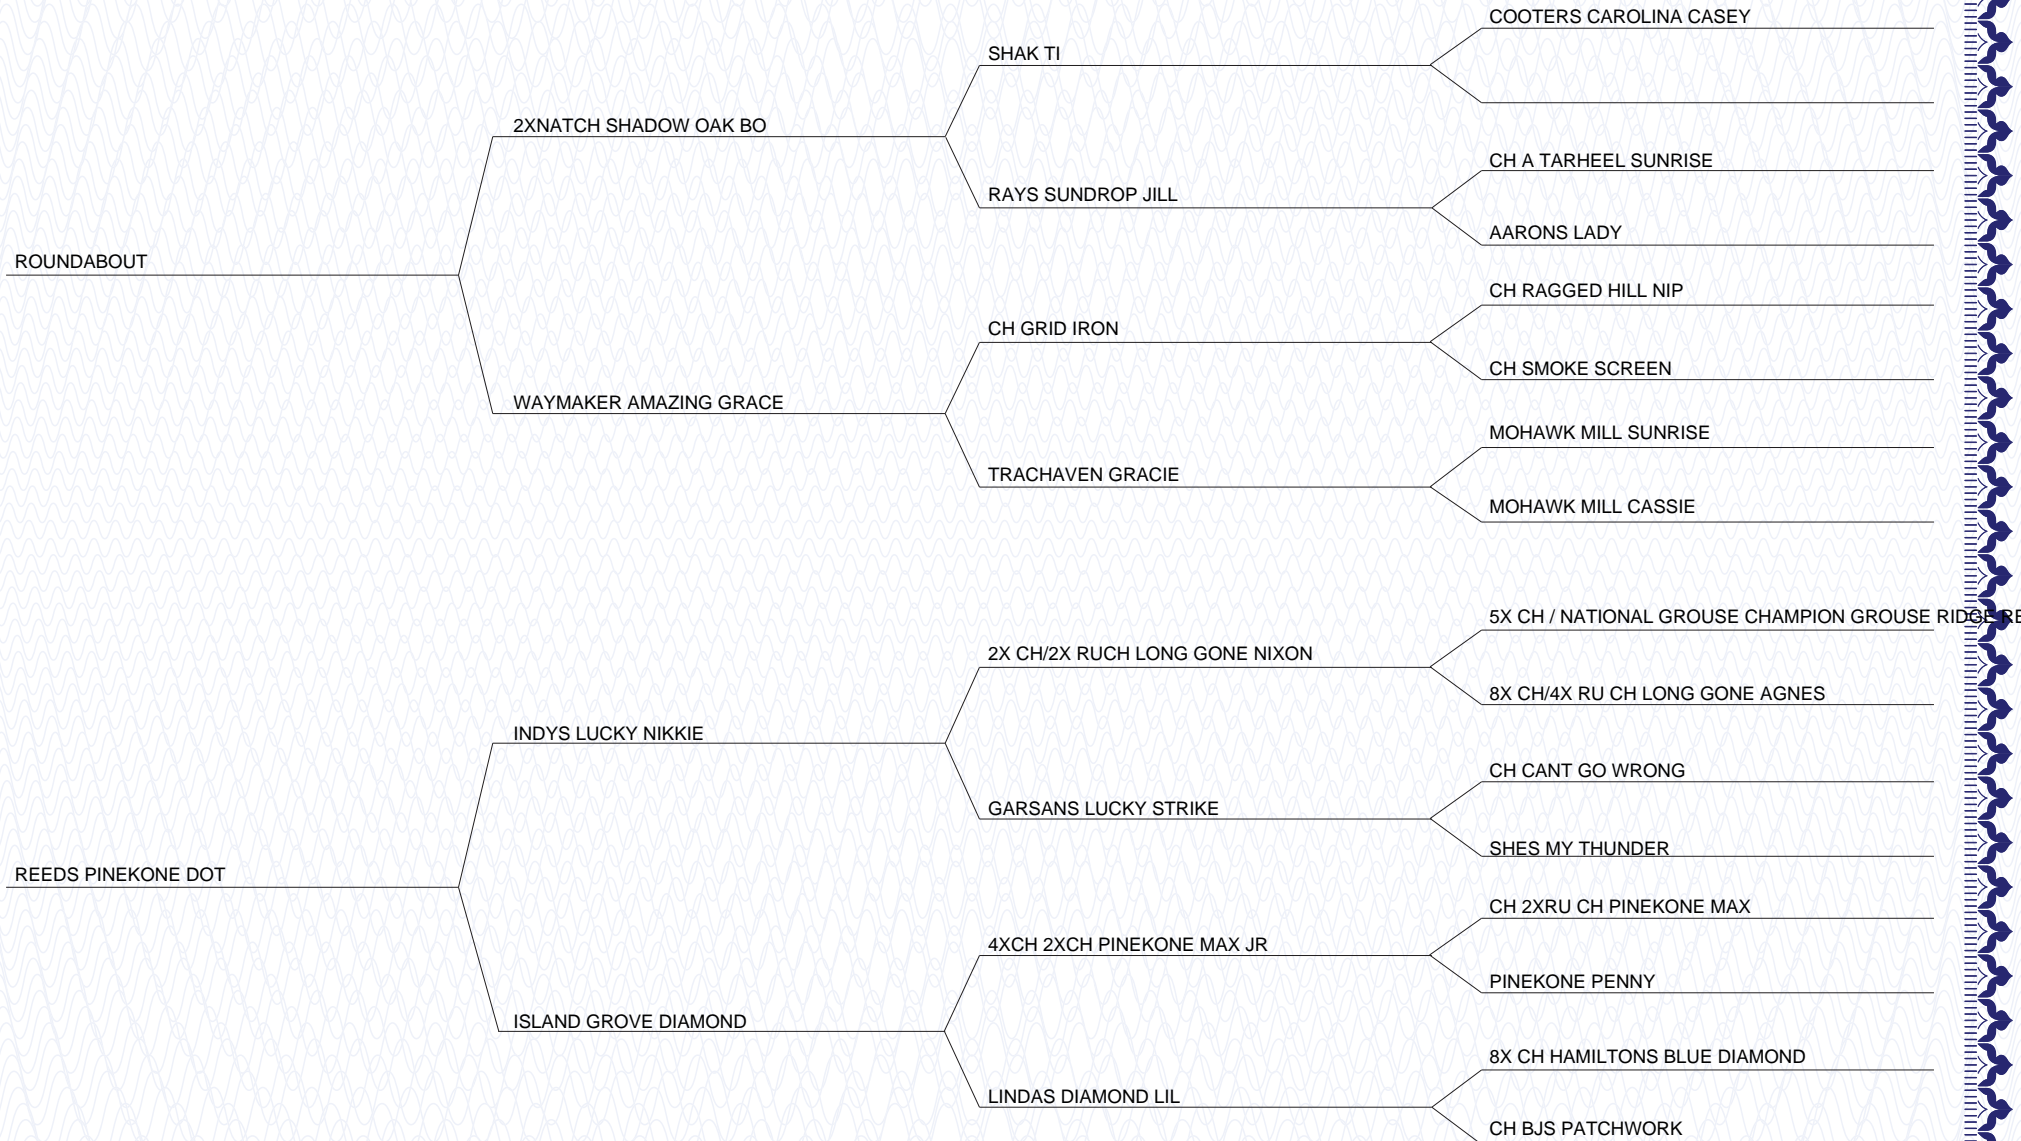 COOTERS CAROLINA CASEY
SHAK TI
2XNATCH SHADOW OAK BO
CH A TARHEEL SUNRISE
RAYS SUNDROP JILL
AARONS LADY
ROUNDABOUT
CH RAGGED HILL NIP
CH GRID IRON
CH SMOKE SCREEN
WAYMAKER AMAZING GRACE
MOHAWK MILL SUNRISE
TRACHAVEN GRACIE
MOHAWK MILL CASSIE
5X CH / NATIONAL GROUSE CHAMPION GROUSE RIDGE RE
2X CH/2X RUCH LONG GONE NIXON
8X CH/4X RU CH LONG GONE AGNES
INDYS LUCKY NIKKIE
CH CANT GO WRONG
GARSANS LUCKY STRIKE
SHES MY THUNDER
REEDS PINEKONE DOT
CH 2XRU CH PINEKONE MAX
4XCH 2XCH PINEKONE MAX JR
PINEKONE PENNY
ISLAND GROVE DIAMOND
8X CH HAMILTONS BLUE DIAMOND
LINDAS DIAMOND LIL
CH BJS PATCHWORK